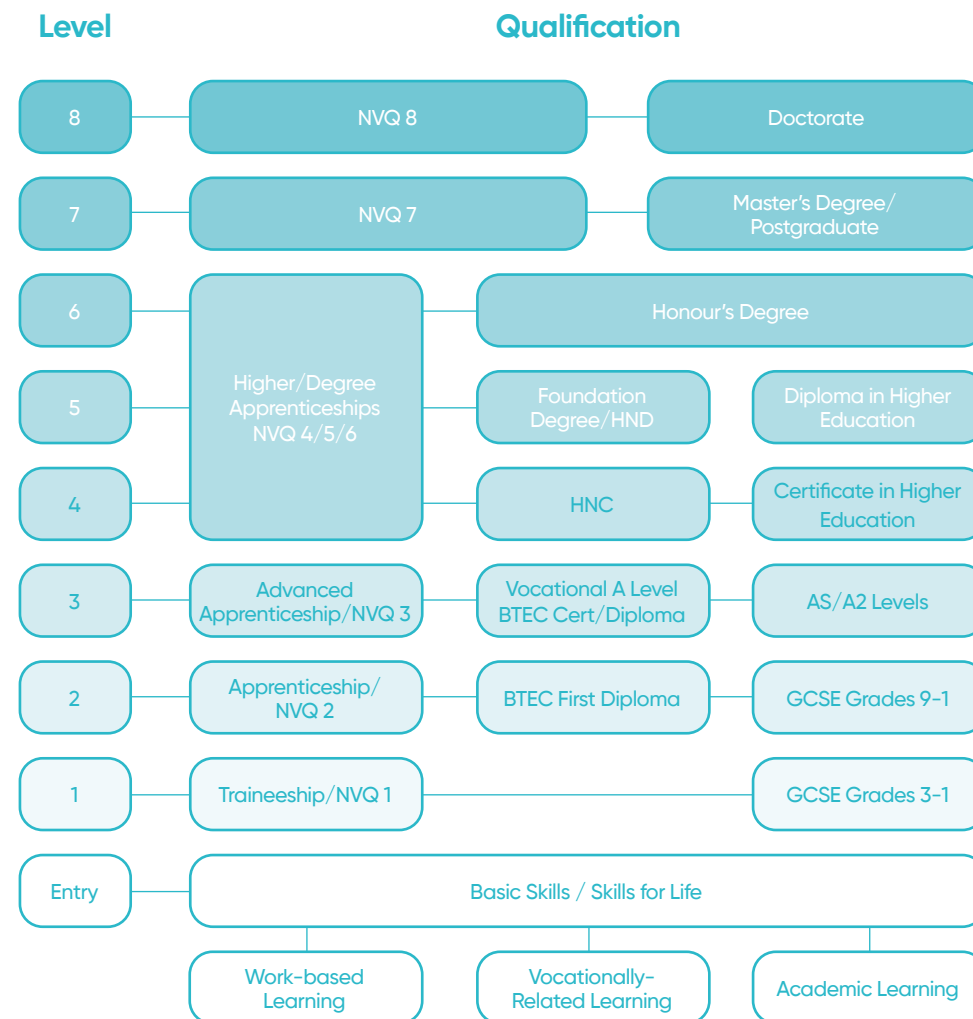 Level
Qualification
8
NVQ 8
Doctorate
7
NVQ 7
Master's Degree/
Postgraduate
6
Honour's Degree
Higher/Degree
Apprenticeships
NVQ 4/5/6
5
Foundation
Degree/HND
Diploma in Higher
Education
4
HNC
Certificate in Higher
Education
3
Advanced
Apprenticeship/NVQ 3
Vocational A Level
BTEC Cert/Diploma
AS/A2 Levels
2
Apprenticeship/
NVQ 2
BTEC First Diploma
GCSE Grades 9-1
1
Traineeship/NVQ 1
GCSE Grades 3-1
Entry
Basic Skills / Skills for Life
Work-based
Learning
Vocationally-
Related Learning
Academic Learning